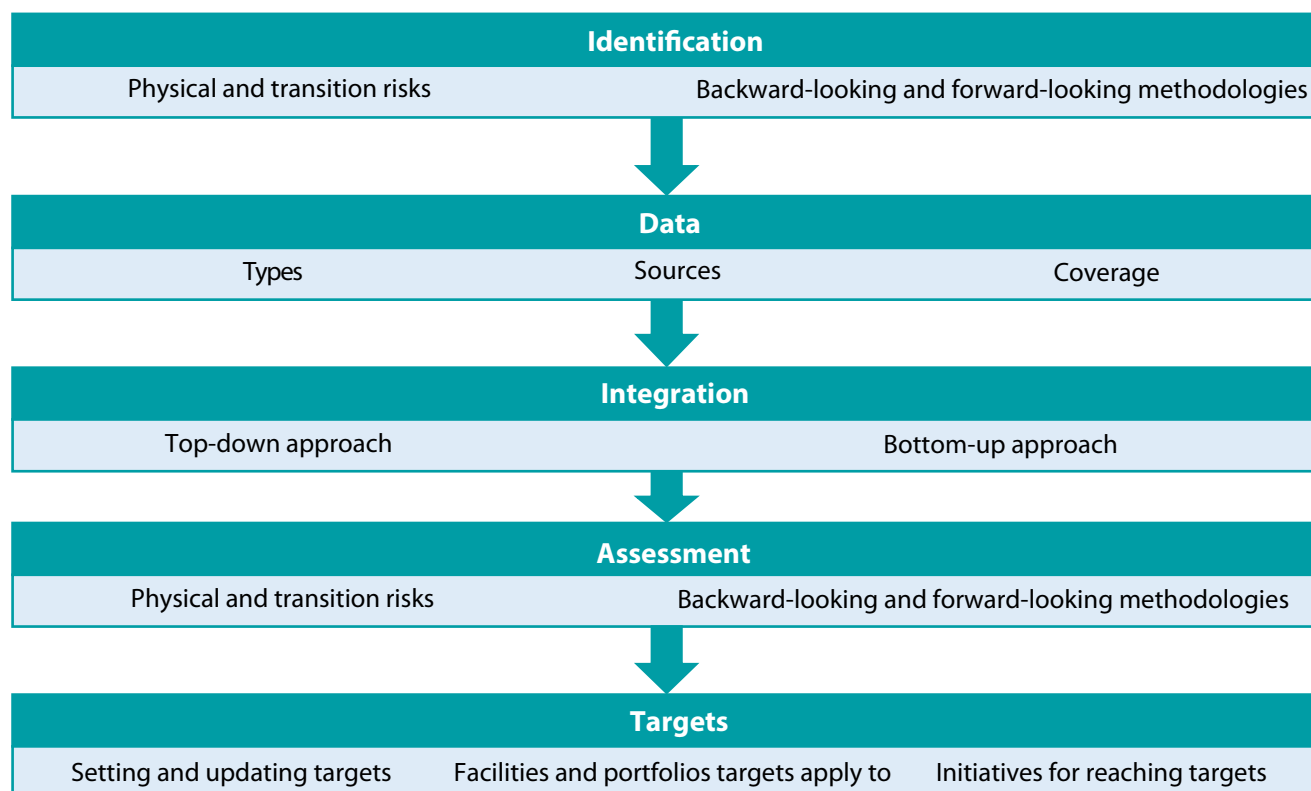 Identification
Physical and transition risks
Backward-looking and forward-looking methodologies
Data
Types
Sources
Coverage
Integration
Top-down approach
Bottom-up approach
Assessment
Physical and transition risks
Backward-looking and forward-looking methodologies
Targets
Setting and updating targets
Facilities and portfolios targets apply to
Initiatives for reaching targets